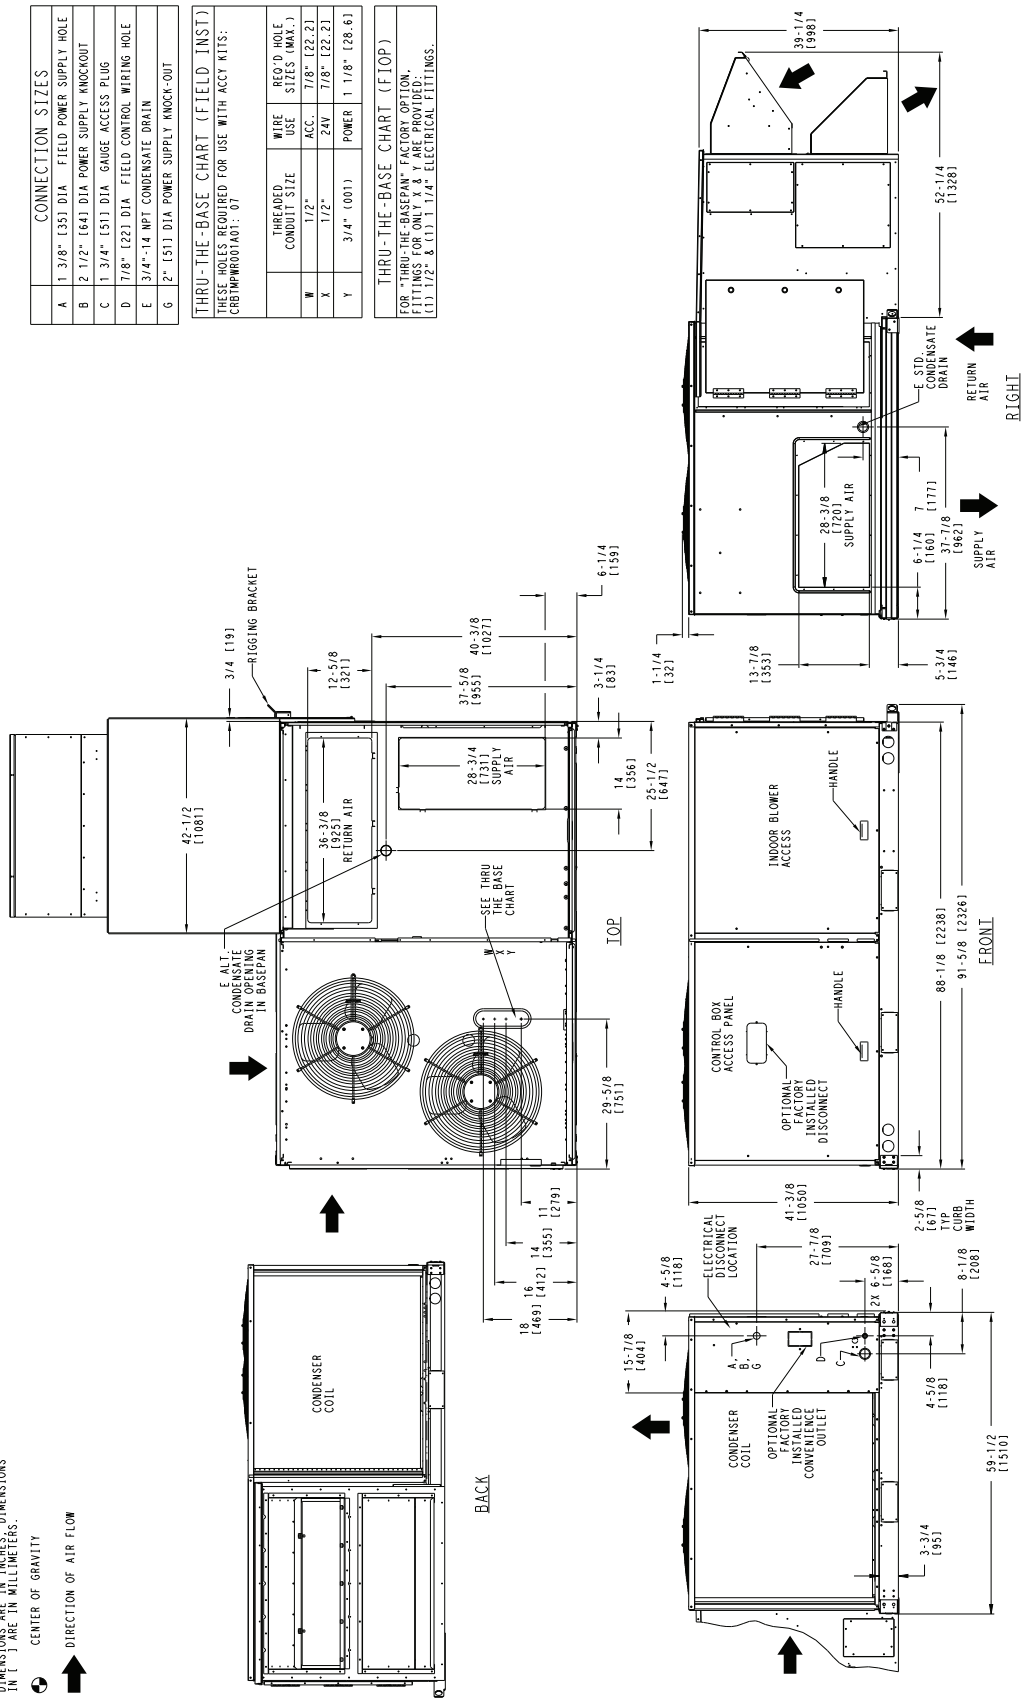 DIMENSIONS ARE IN INCHES, DIMENSIONS
IN [ ] ARE IN MILLIMETERS.
CENTER OF GRAVITY
DIRECTION OF AIR FLOW
CONNECTION SIZES
A 1 3/8" [35] DIA FIELD POWER SUPPLY HOLE
B 2 1/2" [64] DIA POWER SUPPLY KNOCKOUT
C 1 3/4" [51] DIA GAUGE ACCESS PLUG
D 7/8" [22] DIA FIELD CONTROL WIRING HOLE
E 3/4"-14 NPT CONDENSATE DRAIN
G 2" [51] DIA POWER SUPPLY KNOCK-OUT
THRU-THE-BASE CHART (FIELD INST)
THESE HOLES REQUIRED FOR USE WITH ACCY KITS:
CRBTMPWR001A01: 07
THREADED
CONDUIT SIZE
WIRE
USE
REQ'D HOLE
SIZES (MAX.)
W 1/2" ACC. 7/8" [22.2]
X 1/2" 24V 7/8" [22.2]
Y 3/4" (001) POWER 1 1/8" [28.6]
THRU-THE-BASE CHART (FIOP)
FOR "THRU-THE-BASEPAN" FACTORY OPTION,
FITTINGS FOR ONLY X & Y ARE PROVIDED:
(1) 1/2" & (1) 1 1/4" ELECTRICAL FITTINGS.
CONDENSER
COIL
BACK
42-1/2
[1081]
3/4 [19]
RIGGING BRACKET
12-5/8
[321]
36-3/8
[925]
RETURN AIR
E ALT.
CONDENSATE
DRAIN OPENING
IN BASEPAN
37-5/8
[955]
40-3/8
[1027]
28-3/4
[731]
SUPPLY
AIR
6-1/4
[159]
3-1/4
[83]
14
[356]
25-1/2
[647]
SEE THRU
THE BASE
CHART
W
X
Y
29-5/8
[751]
11
[279]
14
[355]
16
[412]
18
[469]
TOP
15-7/8
[404]
4-5/8
[118]
ELECTRICAL
DISCONNECT
LOCATION
A,
B,
G
CONDENSER
COIL
OPTIONAL
FACTORY
INSTALLED
CONVENIENCE
OUTLET
D
C
27-7/8
[709]
2X 6-5/8
[168]
8-1/8
[208]
4-5/8
[118]
3-3/4
[95]
59-1/2
[1510]
41-3/8
[1050]
2-5/8
[67]
TYP
CURB
WIDTH
CONTROL BOX
ACCESS PANEL
OPTIONAL
FACTORY
INSTALLED
DISCONNECT
HANDLE
INDOOR BLOWER
ACCESS
HANDLE
88-1/8 [2238]
91-5/8 [2326]
FRONT
1-1/4
[32]
13-7/8
[353]
5-3/4
[146]
28-3/8
[720]
SUPPLY AIR
7
[177]
6-1/4
[160]
37-7/8
[962]
SUPPLY
AIR
E STD.
CONDENSATE
DRAIN
RETURN
AIR
39-1/4
[998]
52-1/4
[1328]
RIGHT